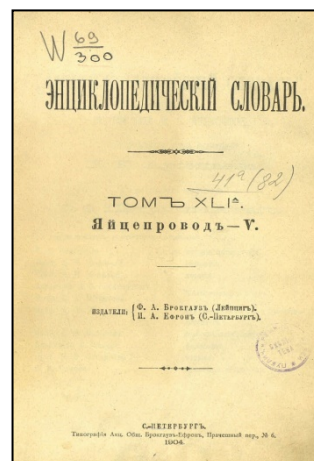 W 69
300
ЭНЦИКЛОПЕДИЧЕСКІЙ СЛОВАРЬ.
41ª (82)
ТОМЪ XLIᴬ.
Яйцепроводъ — Ѵ.
ИЗДАТЕЛИ: { Ф. А. Брокгаузъ (Лейпцигъ).
И. А. Ефронъ (С.-Петербургъ).
С.-ПЕТЕРБУРГЪ.
Типографія Акц. Общ. Брокгаузъ-Ефронъ, Прачешный пер., № 6.
1904.